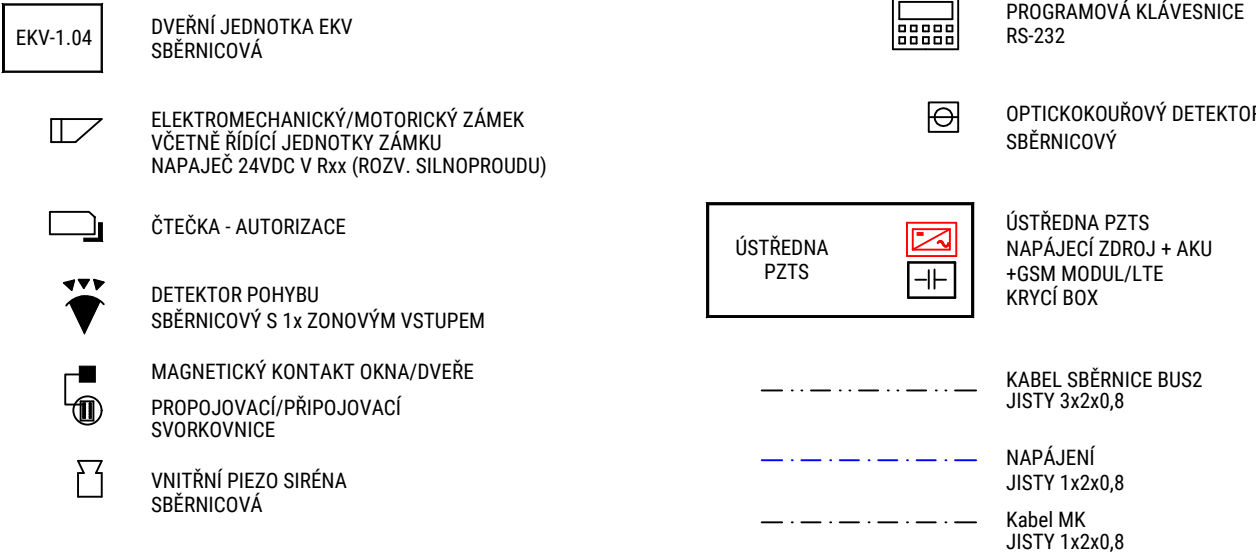 EKV-1.04
DVEŘNÍ JEDNOTKA EKV
SBĚRNICOVÁ
ELEKTROMECHANICKÝ/MOTORICKÝ ZÁMEK
VČETNĚ ŘÍDÍCÍ JEDNOTKY ZÁMKU
NAPAJEČ 24VDC V Rxx (ROZV. SILNOPROUDU)
ČTEČKA - AUTORIZACE
DETEKTOR POHYBU
SBĚRNICOVÝ S 1x ZONOVÝM VSTUPEM
MAGNETICKÝ KONTAKT OKNA/DVEŘE
PROPOJOVACÍ/PŘIPOJOVACÍ
SVORKOVNICE
VNITŘNÍ PIEZO SIRÉNA
SBĚRNICOVÁ
PROGRAMOVÁ KLÁVESNICE
RS-232
OPTICKOKOUŘOVÝ DETEKTOR
SBĚRNICOVÝ
ÚSTŘEDNA
PZTS
ÚSTŘEDNA PZTS
NAPÁJECÍ ZDROJ + AKU
+GSM MODUL/LTE
KRYCÍ BOX
KABEL SBĚRNICE BUS2
JISTY 3x2x0,8
NAPÁJENÍ
JISTY 1x2x0,8
Kabel MK
JISTY 1x2x0,8